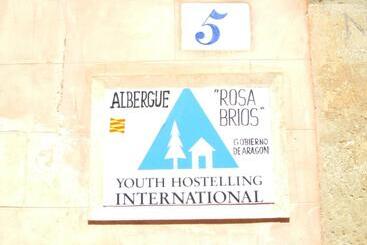 5
ALBERGUE "ROSA
BRIOS"
GOBIERNO
DE ARAGON
YOUTH HOSTELLING
INTERNATIONAL